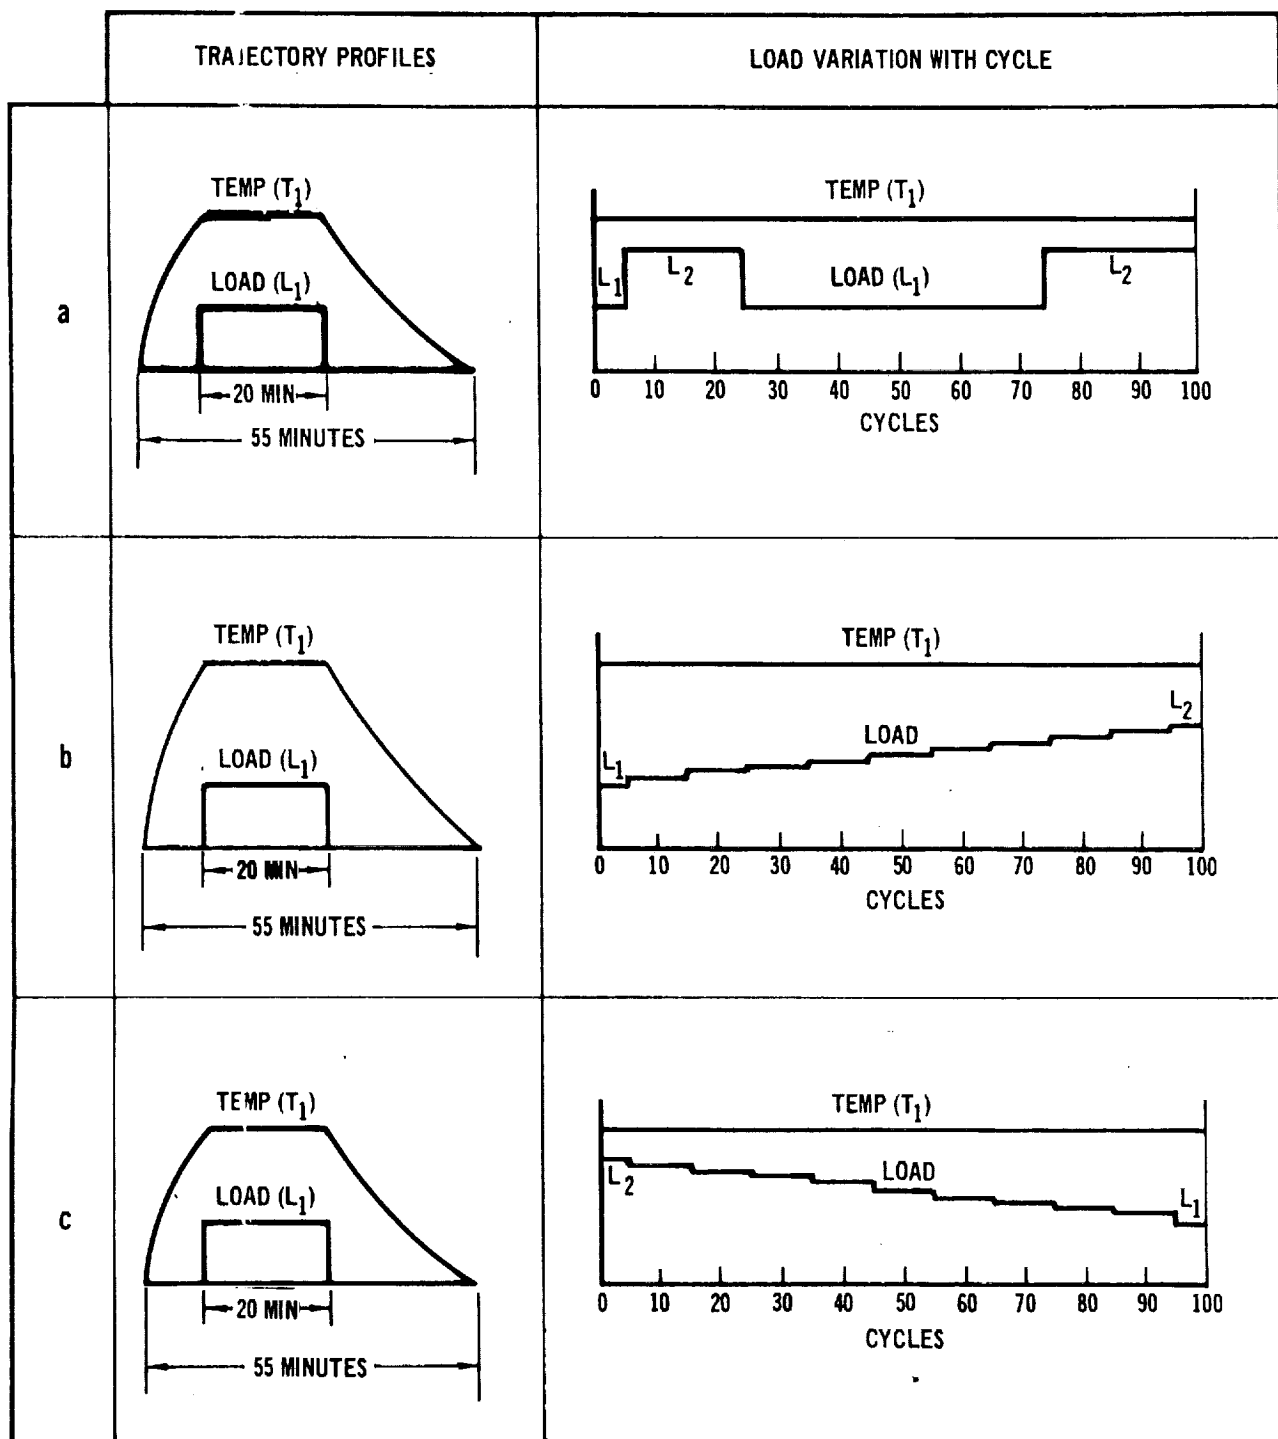 TRAJECTORY PROFILES
LOAD VARIATION WITH CYCLE
a
TEMP (T1)
LOAD (L1)
20 MIN
55 MINUTES
TEMP (T1)
L1
L2
LOAD (L1)
L2
0 10 20 30 40 50 60 70 80 90 100
CYCLES
b
TEMP (T1)
LOAD (L1)
20 MIN
55 MINUTES
TEMP (T1)
L1
LOAD
L2
0 10 20 30 40 50 60 70 80 90 100
CYCLES
c
TEMP (T1)
LOAD (L1)
20 MIN
55 MINUTES
TEMP (T1)
L2
LOAD
L1
0 10 20 30 40 50 60 70 80 90 100
CYCLES